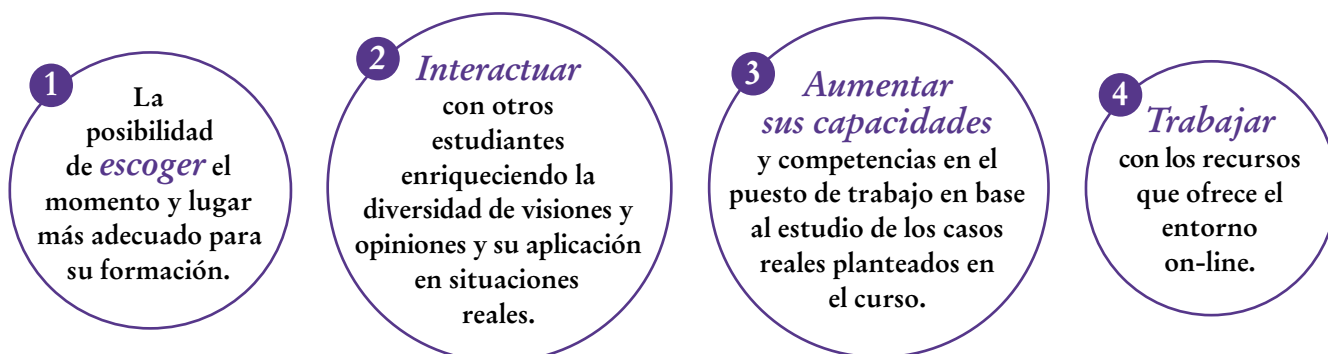 1
La
posibilidad
de escoger el
momento y lugar
más adecuado para
su formación.
2
Interactuar
con otros
estudiantes
enriqueciendo la
diversidad de visiones y
opiniones y su aplicación
en situaciones
reales.
3
Aumentar
sus capacidades
y competencias en el
puesto de trabajo en base
al estudio de los casos
reales planteados en
el curso.
4
Trabajar
con los recursos
que ofrece el
entorno
on-line.